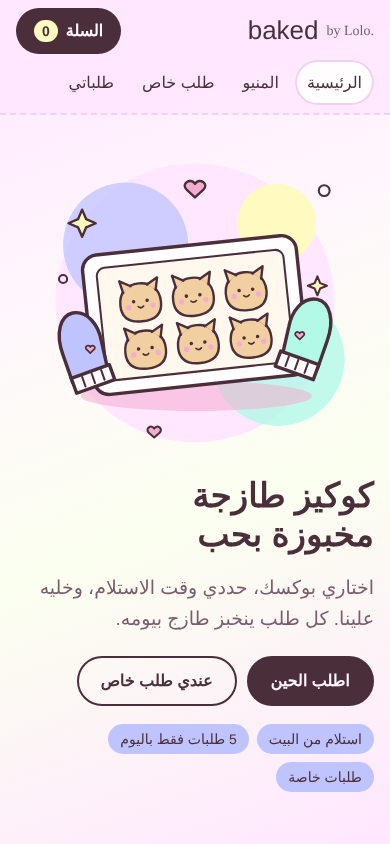 baked by Lolo.
السلة 0
الرئيسية المنيو طلب خاص طلباتي
كوكيز طازجة
مخبوزة بحب
اختاري بوكسك، حددي وقت الاستلام، وخليه
علينا. كل طلب ينخبز طازج بيومه.
اطلب الحين عندي طلب خاص
استلام من البيت 5 طلبات فقط باليوم
طلبات خاصة